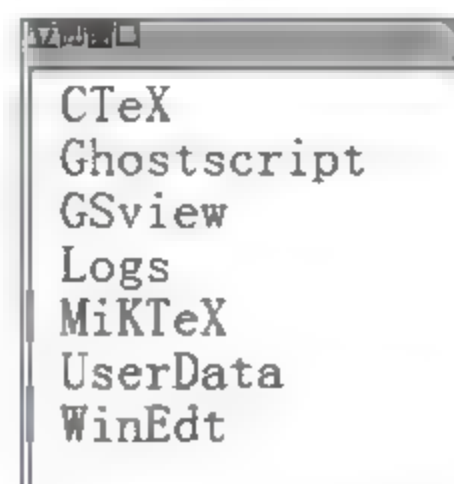 CTeX
Ghostscript
GSview
Logs
MiKTeX
UserData
WinEdt